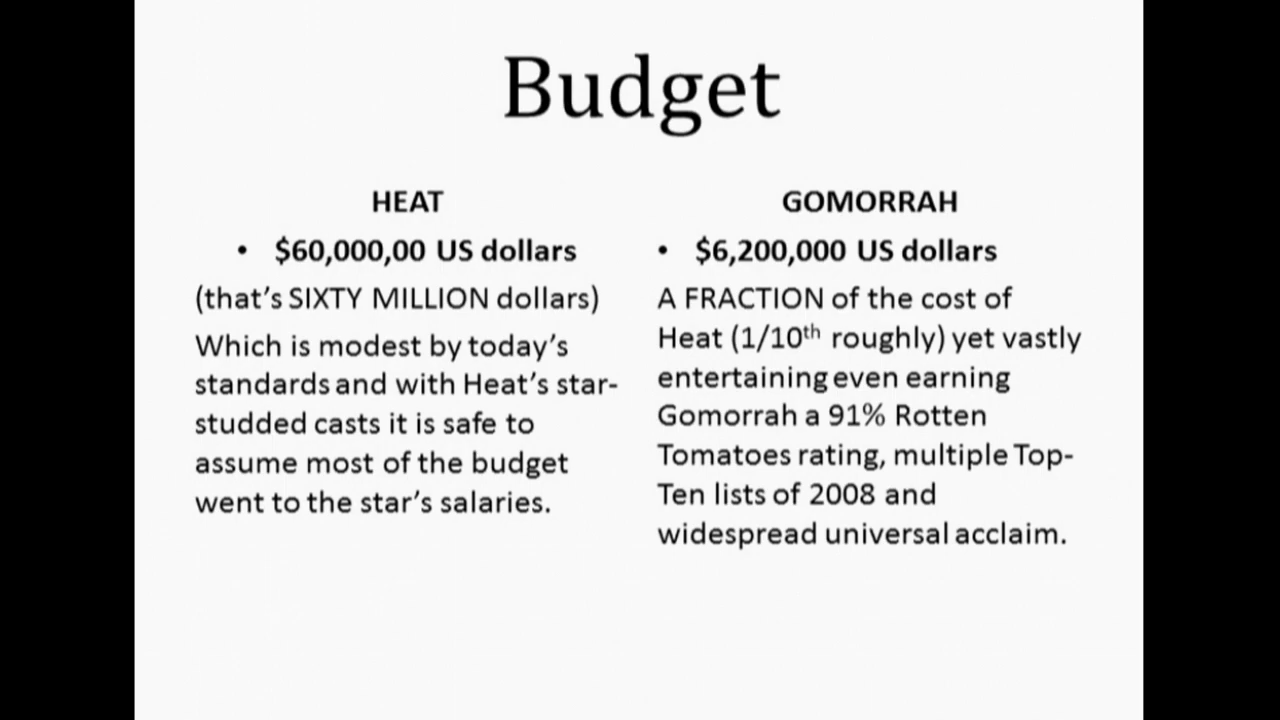 Budget
HEAT
• $60,000,00 US dollars
(that's SIXTY MILLION dollars)
Which is modest by today's
standards and with Heat's star-
studded casts it is safe to
assume most of the budget
went to the star's salaries.
GOMORRAH
• $6,200,000 US dollars
A FRACTION of the cost of
Heat (1/10th roughly) yet vastly
entertaining even earning
Gomorrah a 91% Rotten
Tomatoes rating, multiple Top-
Ten lists of 2008 and
widespread universal acclaim.